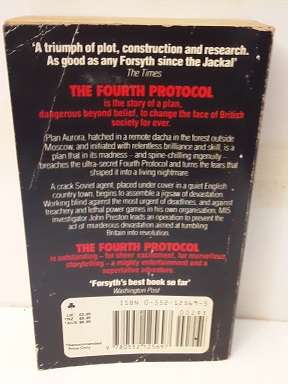 'A triumph of plot, construction and research.
As good as any Forsyth since the Jackal'
The Times
THE FOURTH PROTOCOL
is the story of a plan,
dangerous beyond belief, to change the face of British
society for ever.
Plan Aurora, hatched in a remote dacha in the forest outside
Moscow, and initiated with relentless brilliance and skill, is a
plan that in its madness – and spine-chilling ingenuity –
breaches the ultra-secret Fourth Protocol and turns the fears that
shaped it into a living nightmare.
A crack Soviet agent, placed under cover in a quiet English
country town, begins to assemble a jigsaw of devastation.
Working blind against the most urgent of deadlines, and against
treachery and lethal power games in his own organisation, MI5
investigator John Preston leads an operation to prevent the
act of murderous devastation aimed at tumbling
Britain into revolution.
THE FOURTH PROTOCOL
is outstanding – for sheer excitement, for marvellous,
storytelling – a mighty entertainment and a
superlative adventure.
'Forsyth's best book so far'
Washington Post
ISBN 0-552-12569-5
9 780552 125697